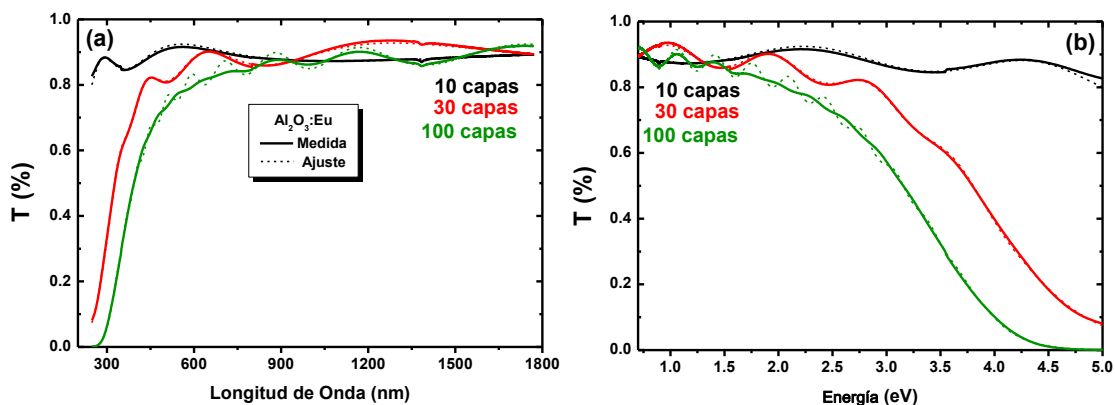 (a)
T (%)
1.0
0.8
0.6
0.4
0.2
0.0
10 capas
30 capas
100 capas
Al₂O₃:Eu
Medida
Ajuste
300 600 900 1200 1500 1800
Longitud de Onda (nm)
(b)
T (%)
1.0
0.8
0.6
0.4
0.2
0.0
10 capas
30 capas
100 capas
1.0 1.5 2.0 2.5 3.0 3.5 4.0 4.5 5.0
Energía (eV)